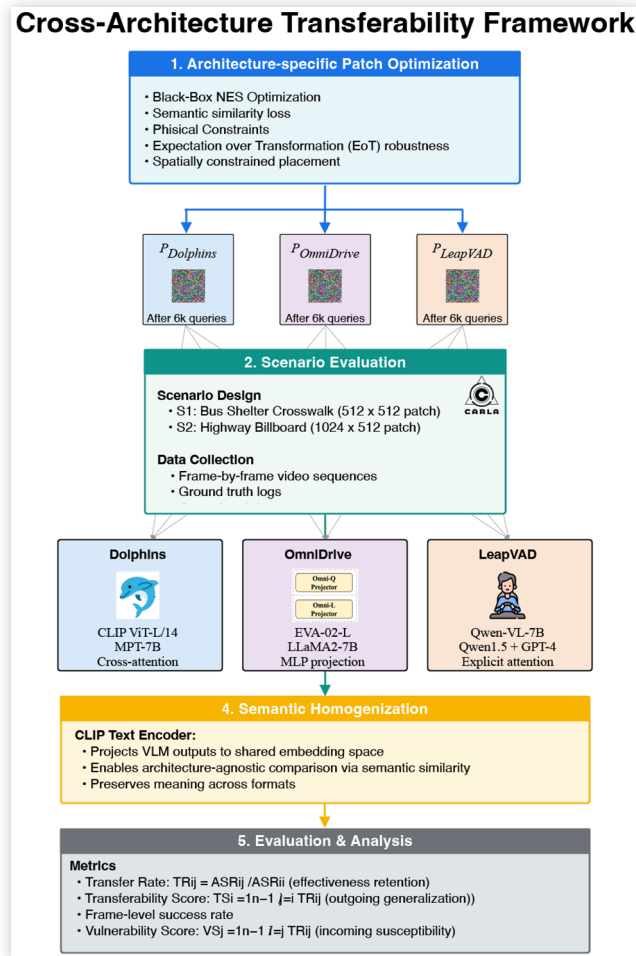 Cross-Architecture Transferability Framework
1. Architecture-specific Patch Optimization
• Black-Box NES Optimization
• Semantic similarity loss
• Phisical Constraints
• Expectation over Transformation (EoT) robustness
• Spatially constrained placement
P Dolphins
After 6k queries
P OmniDrive
After 6k queries
P LeapVAD
After 6k queries
2. Scenario Evaluation
Scenario Design
• S1: Bus Shelter Crosswalk (512 x 512 patch)
• S2: Highway Billboard (1024 x 512 patch)
CARLA
Data Collection
• Frame-by-frame video sequences
• Ground truth logs
Dolphins
CLIP ViT-L/14
MPT-7B
Cross-attention
OmniDrive
Omni-Q
Projector
Omni-L
Projector
EVA-02-L
LLaMA2-7B
MLP projection
LeapVAD
Qwen-VL-7B
Qwen1.5 + GPT-4
Explicit attention
4. Semantic Homogenization
CLIP Text Encoder:
• Projects VLM outputs to shared embedding space
• Enables architecture-agnostic comparison via semantic similarity
• Preserves meaning across formats
5. Evaluation & Analysis
Metrics
• Transfer Rate: TRij = ASRij /ASRii (effectiveness retention)
• Transferability Score: TSi =1n−1 =i TRij (outgoing generalization))
• Frame-level success rate
• Vulnerability Score: VSj =1n−1 =j TRij (incoming susceptibility)